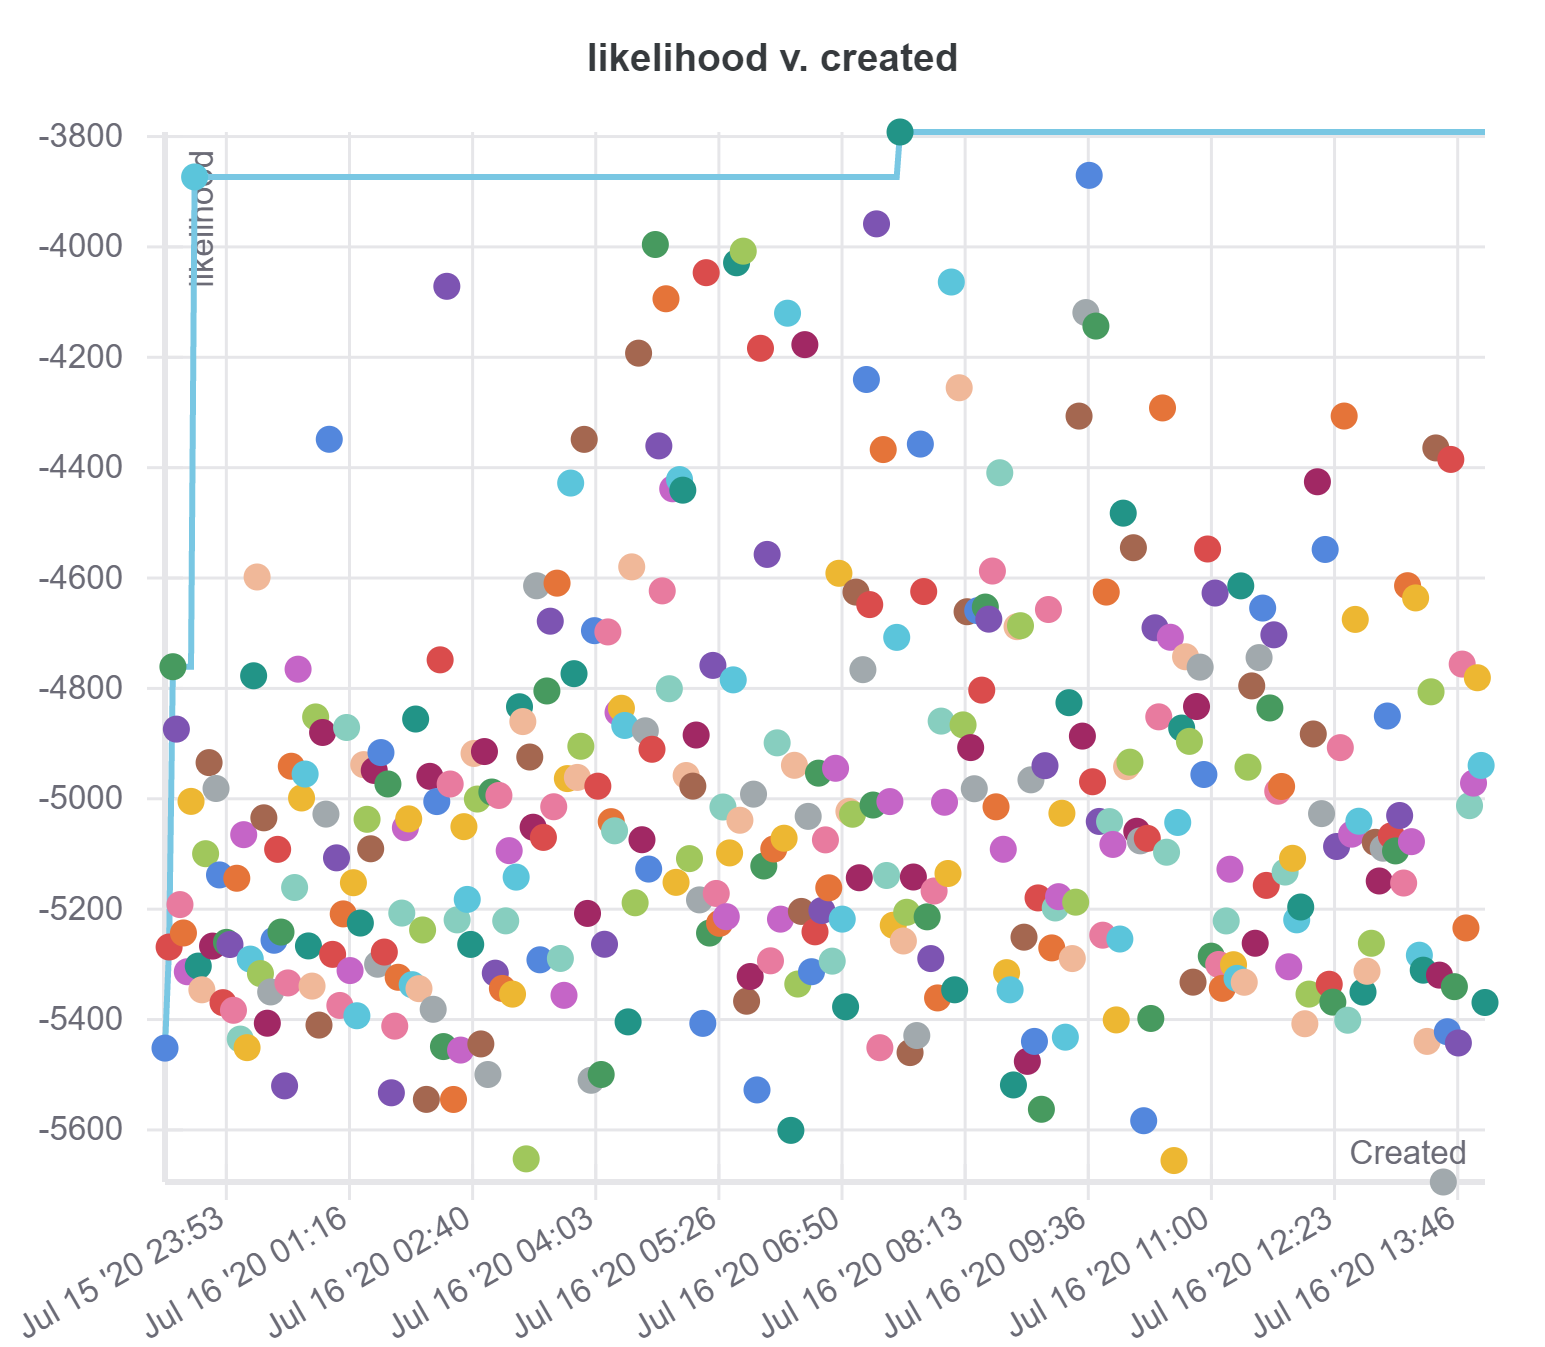 likelihood v. created
-3800
likelihood
-4000
-4200
-4400
-4600
-4800
-5000
-5200
-5400
-5600
Created
Jul 15 '20 23:53
Jul 16 '20 01:16
Jul 16 '20 02:40
Jul 16 '20 04:03
Jul 16 '20 05:26
Jul 16 '20 06:50
Jul 16 '20 08:13
Jul 16 '20 09:36
Jul 16 '20 11:00
Jul 16 '20 12:23
Jul 16 '20 13:46